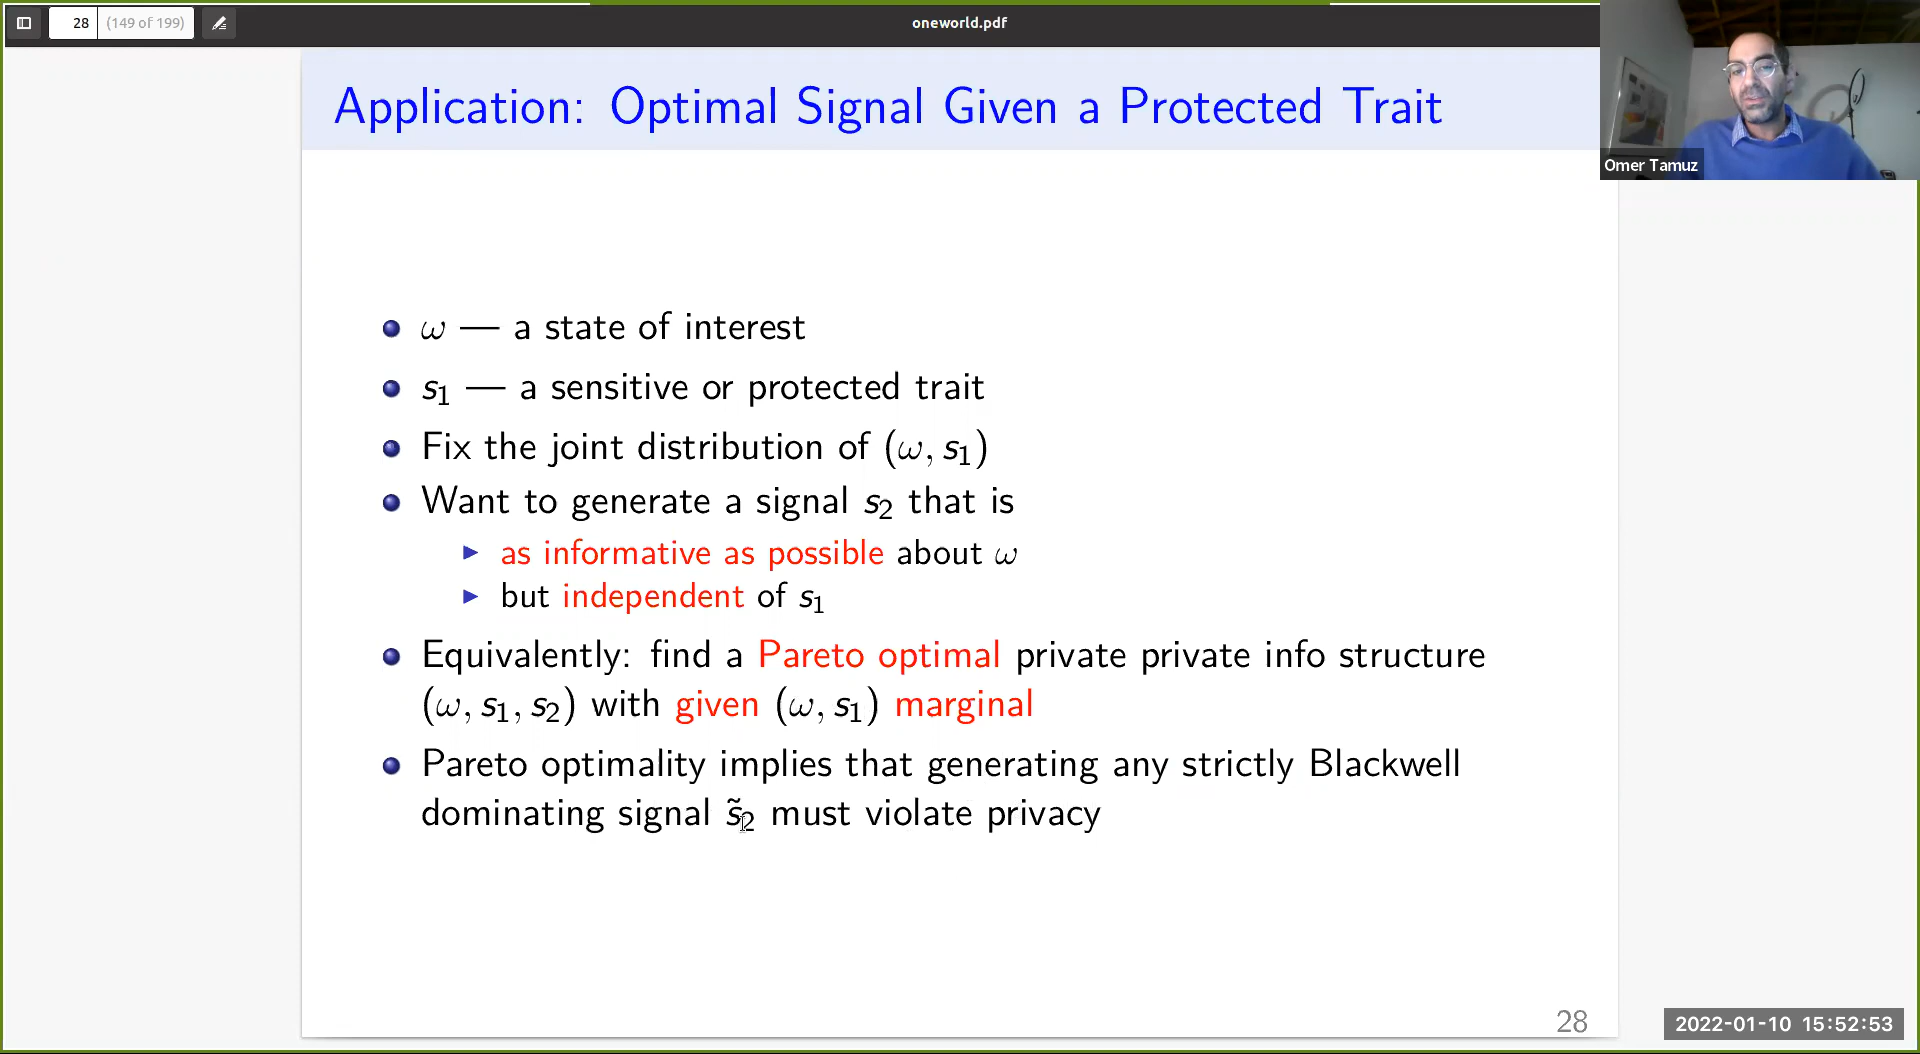 28 (149 of 199) oneworld.pdf
Application: Optimal Signal Given a Protected Trait
Omer Tamuz
ω — a state of interest
s₁ — a sensitive or protected trait
Fix the joint distribution of (ω, s₁)
Want to generate a signal s₂ that is
as informative as possible about ω
but independent of s₁
Equivalently: find a Pareto optimal private private info structure
(ω, s₁, s₂) with given (ω, s₁) marginal
Pareto optimality implies that generating any strictly Blackwell
dominating signal s̃₂ must violate privacy
28
2022-01-10 15:52:53